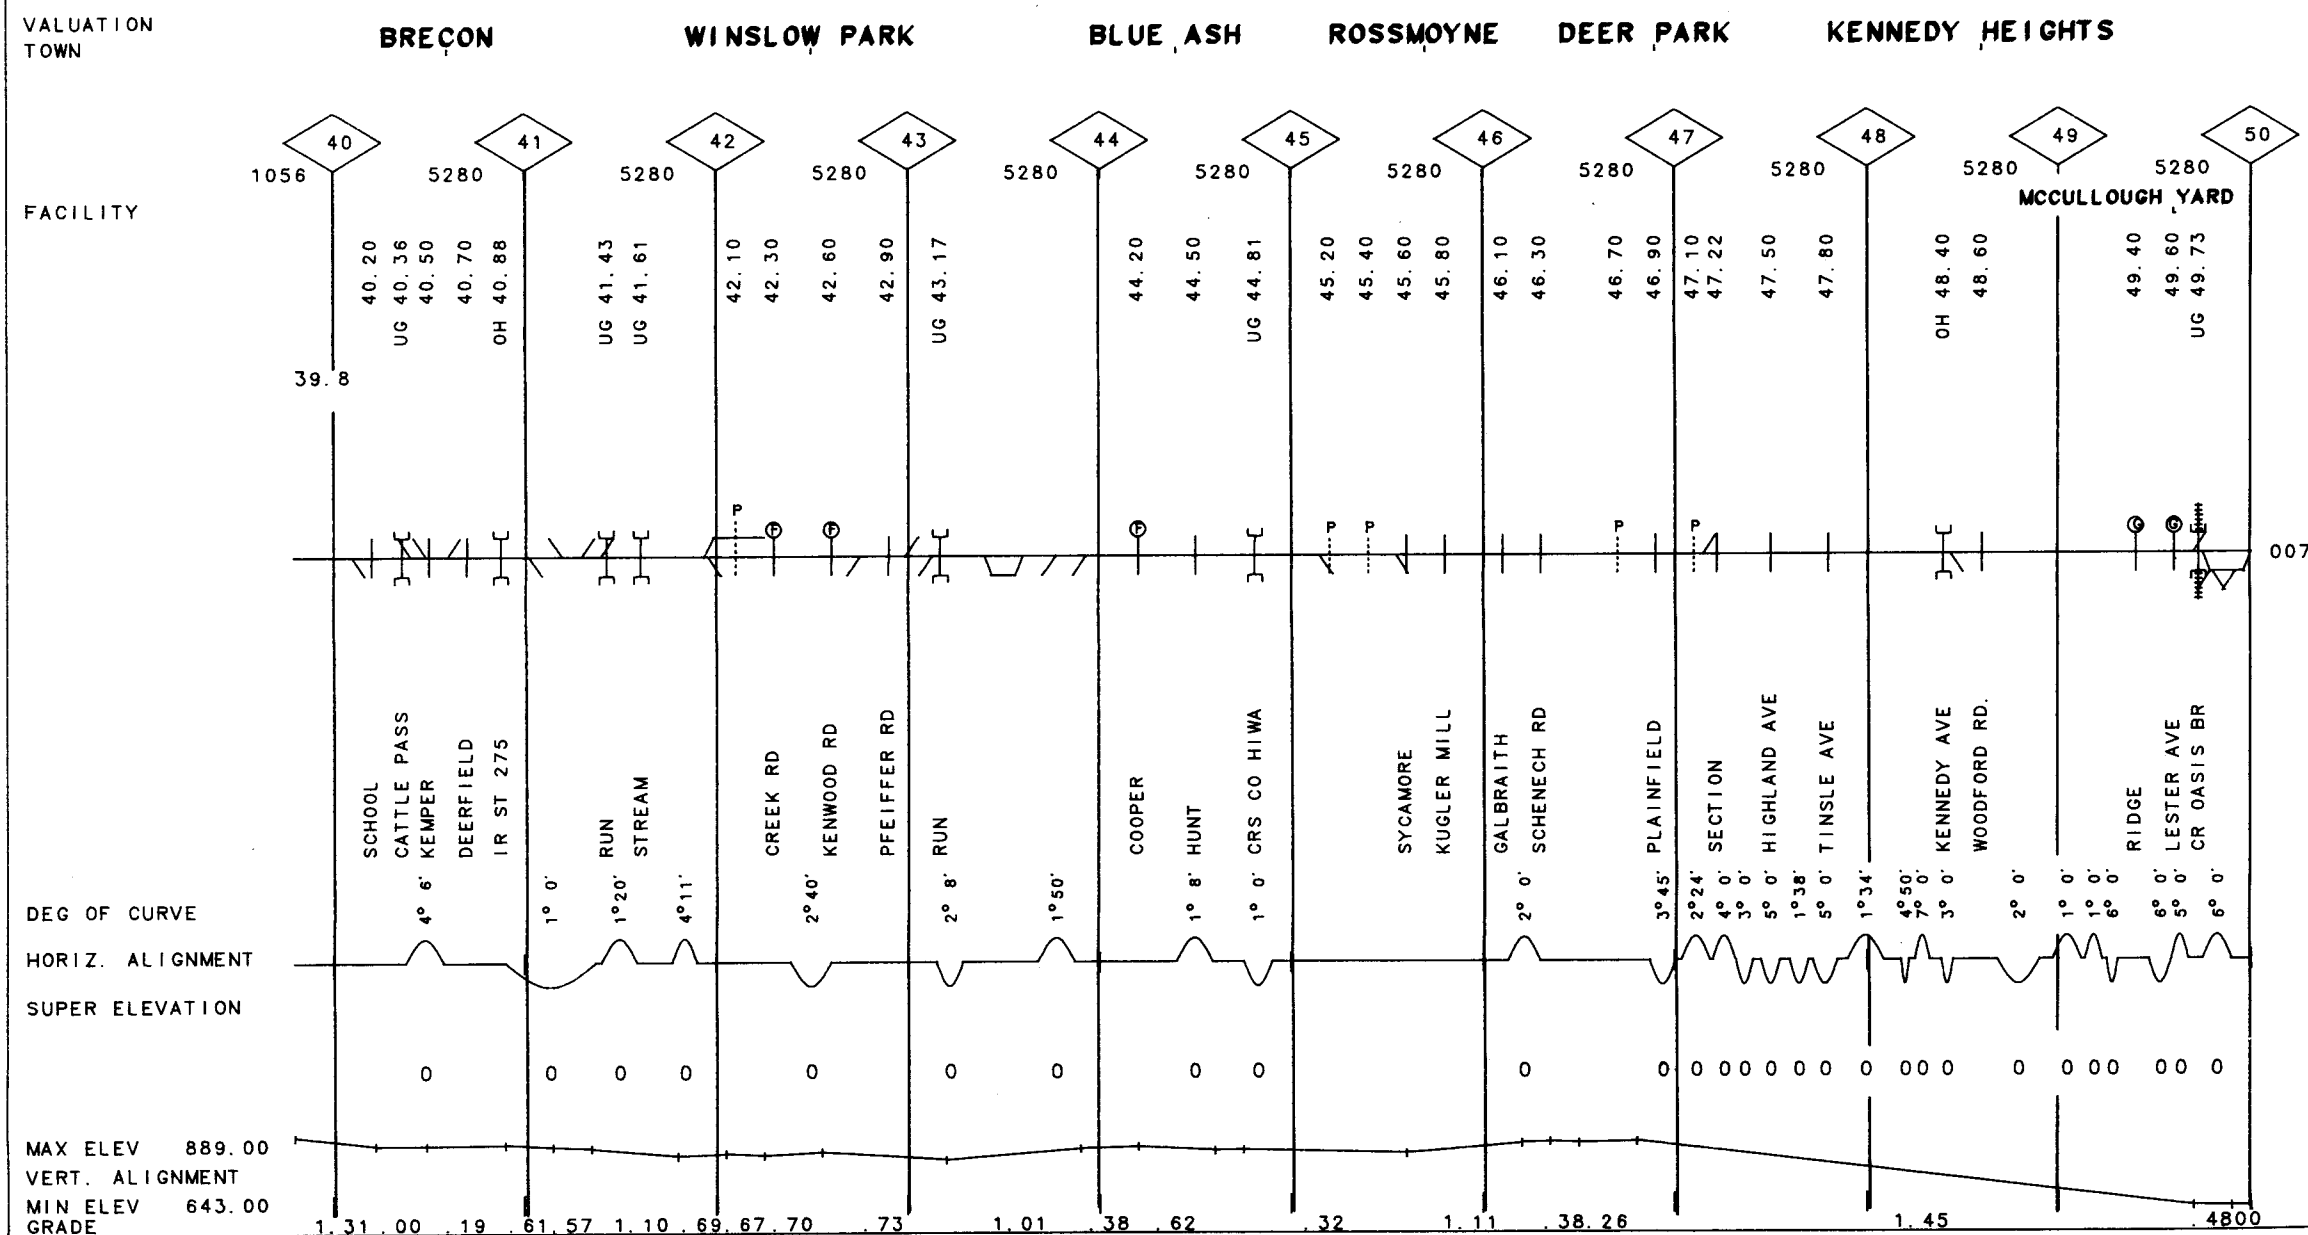 VALUATION
TOWN
BRECON WINSLOW PARK BLUE ASH ROSSMOYNE DEER PARK KENNEDY HEIGHTS
40 41 42 43 44 45 46 47 48 49 50
1056 5280 5280 5280 5280 5280 5280 5280 5280 5280 5280
MCCULLOUGH YARD
FACILITY
40.20 UG 40.36 40.50 40.70 OH 40.88 UG 41.43 UG 41.61 42.10 42.30 42.60 42.90 UG 43.17 44.20 44.50 UG 44.81 45.20 45.40 45.60 45.80 46.10 46.30 46.70 46.90 47.10 47.22 47.50 47.80 OH 48.40 48.60 49.40 49.60 UG 49.73
39.8
P F F F P P P P G G
007
SCHOOL CATTLE PASS KEMPER DEERFIELD IR ST 275 RUN STREAM CREEK RD KENWOOD RD PFEIFFER RD RUN COOPER HUNT CRS CO HIWA SYCAMORE KUGLER MILL GALBRAITH SCHENECH RD PLAINFIELD SECTION HIGHLAND AVE TINSLE AVE KENNEDY AVE WOODFORD RD. RIDGE LESTER AVE CR OASIS BR
DEG OF CURVE 4° 6' 1° 0' 1°20' 4°11' 2°40' 2° 8' 1°50' 1° 8' 1° 0' 2° 0' 3°45' 2°24' 4° 0' 3° 0' 5° 0' 1°38' 5° 0' 1°34' 4°50' 7° 0' 3° 0' 2° 0' 1° 0' 1° 0' 6° 0' 6° 0' 5° 0' 6° 0'
HORIZ. ALIGNMENT
SUPER ELEVATION
0 0 0 0 0 0 0 0 0 0 0 0 0 0 0 0 0 0 0 0 0 0 0 0 0 0 0 0
MAX ELEV 889.00
VERT. ALIGNMENT
MIN ELEV 643.00
GRADE 1.31 .00 .19 .61 .57 1.10 .69 .67 .70 .73 1.01 .38 .62 .32 1.11 .38 .26 1.45 .4800